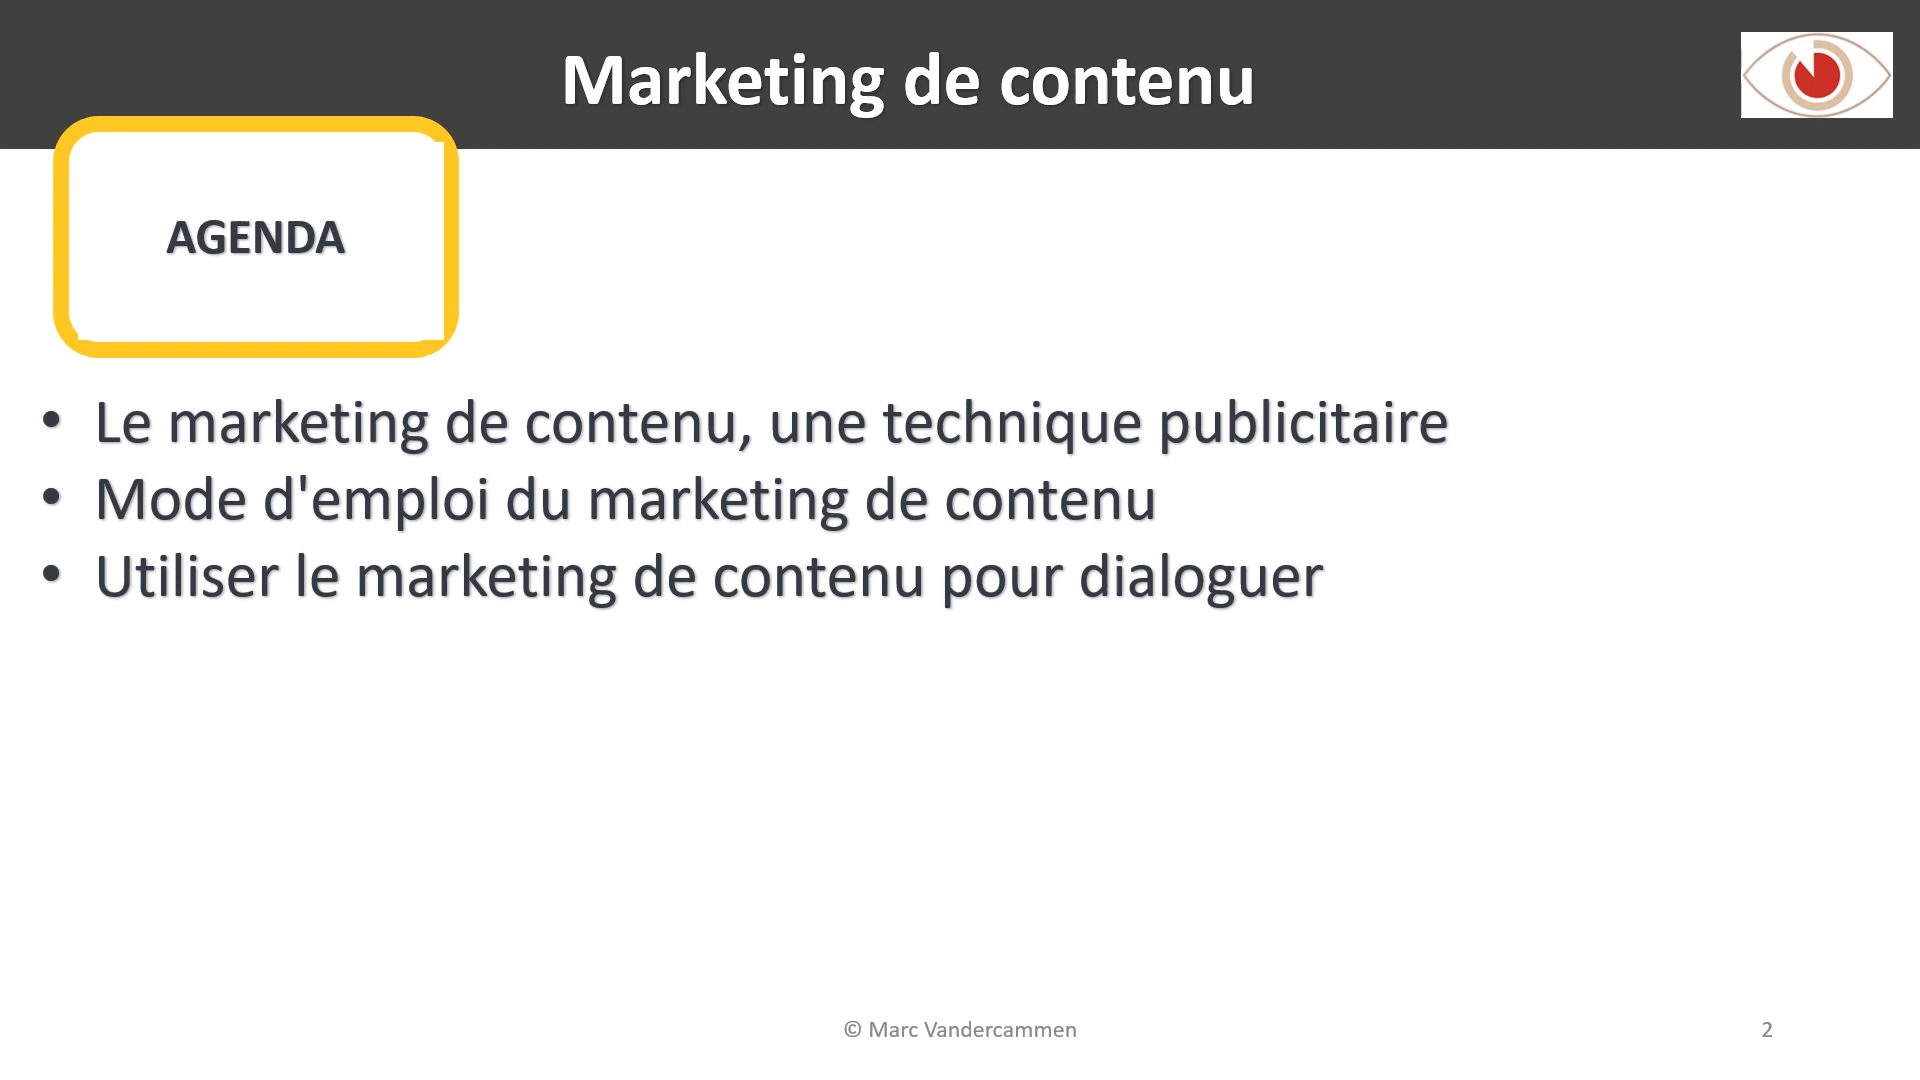 Marketing de contenu
AGENDA
• Le marketing de contenu, une technique publicitaire
• Mode d'emploi du marketing de contenu
• Utiliser le marketing de contenu pour dialoguer
© Marc Vandercammen
2